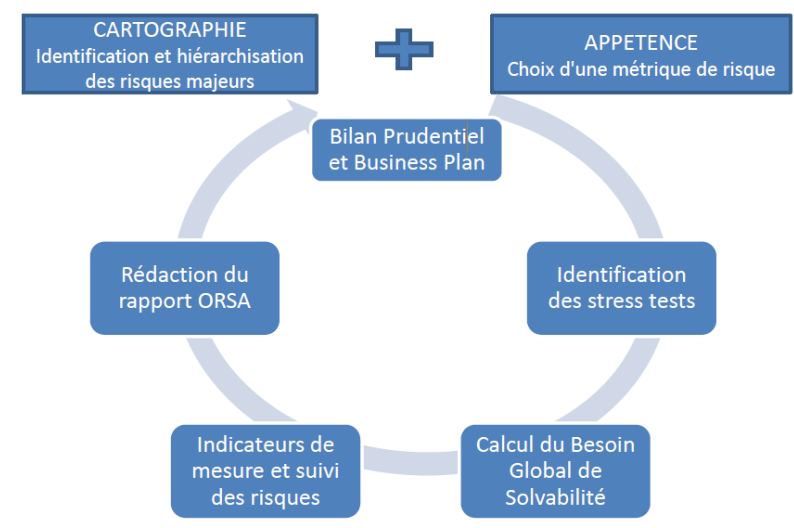 CARTOGRAPHIE
Identification et hiérarchisation
des risques majeurs
APPETENCE
Choix d'une métrique de risque
Bilan Prudentiel
et Business Plan
Identification
des stress tests
Calcul du Besoin
Global de
Solvabilité
Indicateurs de
mesure et suivi
des risques
Rédaction du
rapport ORSA